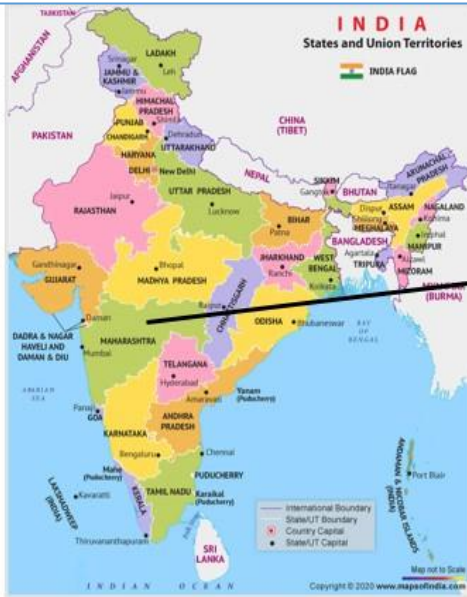 INDIA
States and Union Territories
INDIA FLAG
TAJIKISTAN
AFGHANISTAN
PAKISTAN
CHINA
(TIBET)
NEPAL
BHUTAN
BANGLADESH
(BURMA)
SRI
LANKA
LADAKH
Leh
Srinagar
JAMMU &
KASHMIR
Jammu
HIMACHAL
PRADESH
Shimla
PUNJAB
CHANDIGARH
Dehradun
UTTARAKHAND
HARYANA
DELHI
New Delhi
RAJASTHAN
Jaipur
UTTAR PRADESH
Lucknow
BIHAR
Patna
SIKKIM
Gangtok
ARUNACHAL
PRADESH
Itanagar
ASSAM
Dispur
NAGALAND
Kohima
Shillong
MEGHALAYA
Imphal
MANIPUR
Agartala
TRIPURA
Aizawl
MIZORAM
Gandhinagar
GUJARAT
Bhopal
MADHYA PRADESH
JHARKHAND
Ranchi
WEST
BENGAL
Kolkata
Raipur
CHHATTISGARH
ODISHA
Bhubaneswar
BAY
OF
BENGAL
Daman
DADRA & NAGAR
HAVELI AND
DAMAN & DIU
Mumbai
MAHARASHTRA
TELANGANA
Hyderabad
ARABIAN
SEA
Panaji
GOA
Amaravati
Yanam
(Puducherry)
ANDHRA
PRADESH
KARNATAKA
Bengaluru
Chennai
Mahe
(Puducherry)
PUDUCHERRY
Karaikal
(Puducherry)
TAMIL NADU
KERALA
Thiruvananthapuram
LAKSHADWEEP
(INDIA)
Kavaratti
ANDAMAN & NICOBAR ISLANDS
(INDIA)
Port Blair
International Boundary
State/UT Boundary
Country Capital
State/UT Capital
INDIAN OCEAN
Map not to Scale
Copyright © 2020 www.mapsofindia.com